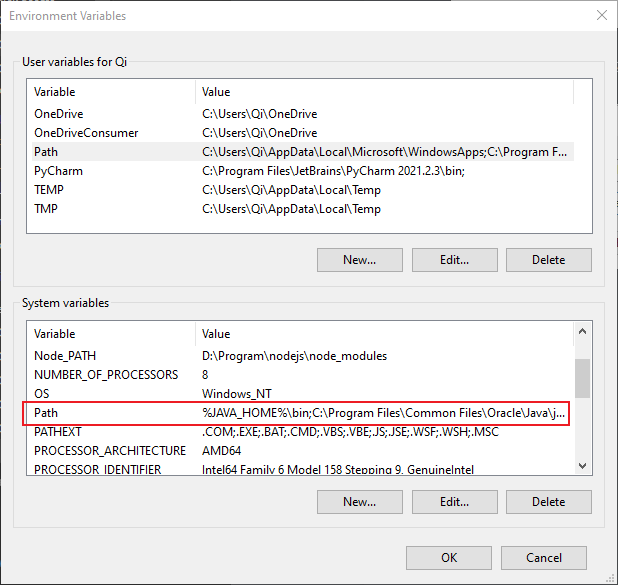 Environment Variables
User variables for Qi
Variable Value
OneDrive C:\Users\Qi\OneDrive
OneDriveConsumer C:\Users\Qi\OneDrive
Path C:\Users\Qi\AppData\Local\Microsoft\WindowsApps;C:\Program F...
PyCharm C:\Program Files\JetBrains\PyCharm 2021.2.3\bin;
TEMP C:\Users\Qi\AppData\Local\Temp
TMP C:\Users\Qi\AppData\Local\Temp
New... Edit... Delete
System variables
Variable Value
Node_PATH D:\Program\nodejs\node_modules
NUMBER_OF_PROCESSORS 8
OS Windows_NT
Path %JAVA_HOME%\bin;C:\Program Files\Common Files\Oracle\Java\j...
PATHEXT .COM;.EXE;.BAT;.CMD;.VBS;.VBE;.JS;.JSE;.WSF;.WSH;.MSC
PROCESSOR_ARCHITECTURE AMD64
PROCESSOR_IDENTIFIER Intel64 Family 6 Model 158 Stepping 9, GenuineIntel
New... Edit... Delete
OK Cancel